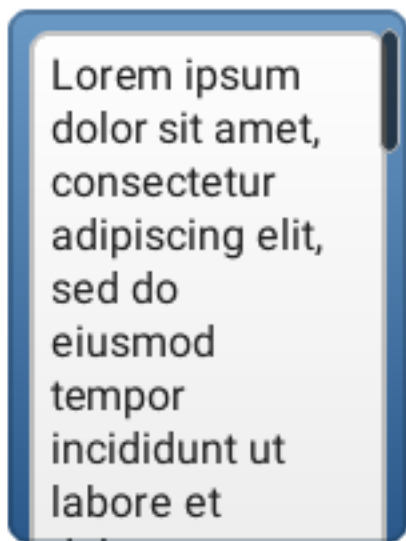 Lorem ipsum
dolor sit amet,
consectetur
adipiscing elit,
sed do
eiusmod
tempor
incididunt ut
labore et